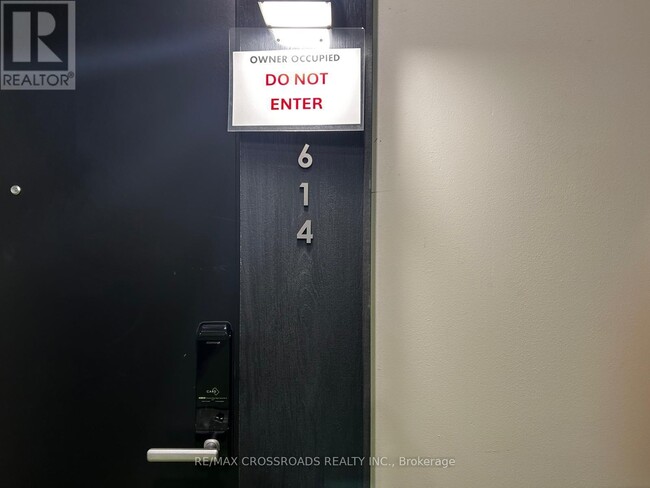 REALTOR®
OWNER OCCUPIED
DO NOT
ENTER
6
1
4
RE/MAX CROSSROADS REALTY INC., Brokerage